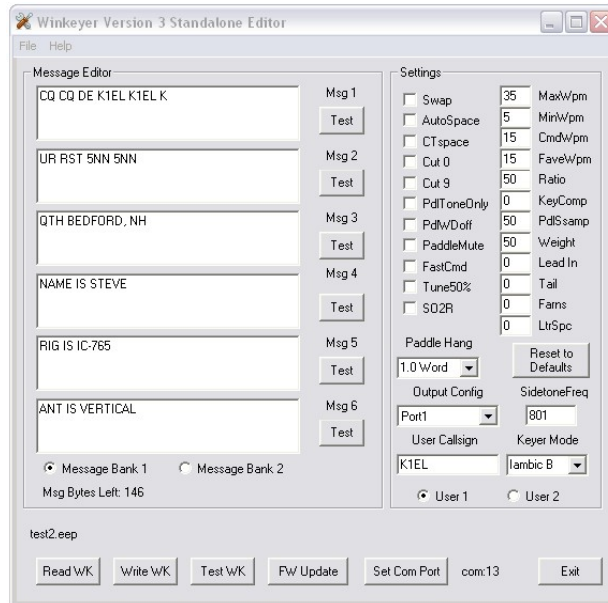 Winkeyer Version 3 Standalone Editor
File Help
Message Editor
CQ CQ DE K1EL K1EL K
Msg 1
Test
UR RST 5NN 5NN
Msg 2
Test
QTH BEDFORD, NH
Msg 3
Test
NAME IS STEVE
Msg 4
Test
RIG IS IC-765
Msg 5
Test
ANT IS VERTICAL
Msg 6
Test
Message Bank 1 Message Bank 2
Msg Bytes Left: 146
Settings
Swap 35 MaxWpm
AutoSpace 5 MinWpm
CTspace 15 CmdWpm
Cut 0 15 FaveWpm
Cut 9 50 Ratio
PdlToneOnly 0 KeyComp
PdlWDoff 50 PdlSsamp
PaddleMute 50 Weight
FastCmd 0 Lead In
Tune50% 0 Tail
SO2R 0 Farns
0 LtrSpc
Paddle Hang
1.0 Word
Reset to
Defaults
Output Config SidetoneFreq
Port1 801
User Callsign Keyer Mode
K1EL Iambic B
User 1 User 2
test2.eep
Read WK Write WK Test WK FW Update Set Com Port com:13 Exit